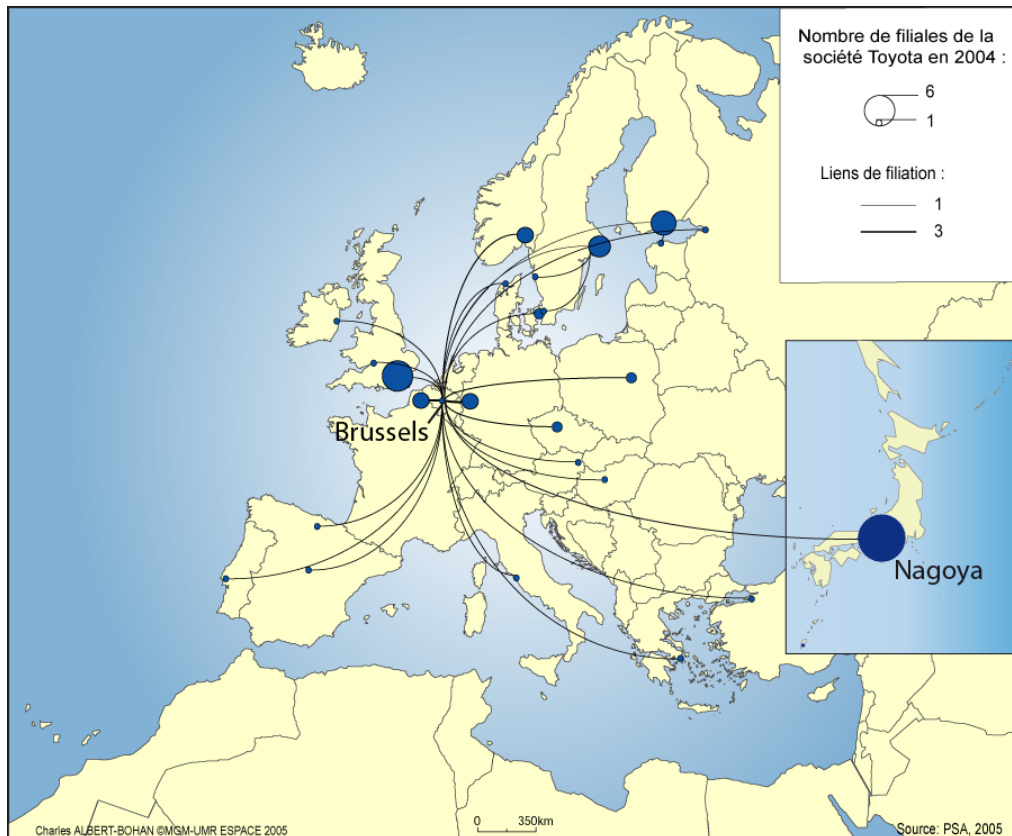 Nombre de filiales de la
société Toyota en 2004 :
6
1
Liens de filiation :
1
3
Brussels
Nagoya
0 350km
Charles ALBERT-BOHAN ©MGM-UMR ESPACE 2005
Source: PSA, 2005